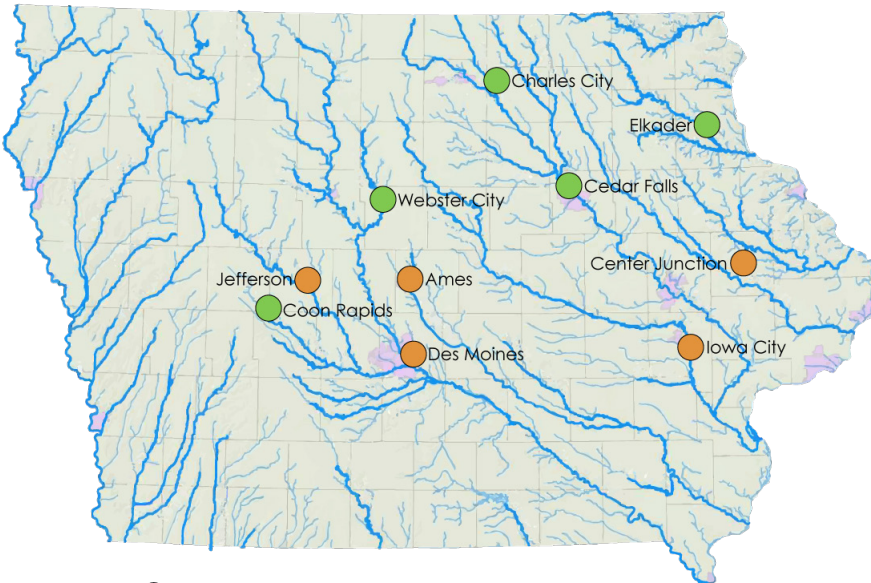 Charles City
Elkader
Cedar Falls
Webster City
Center Junction
Jefferson
Ames
Coon Rapids
Iowa City
Des Moines